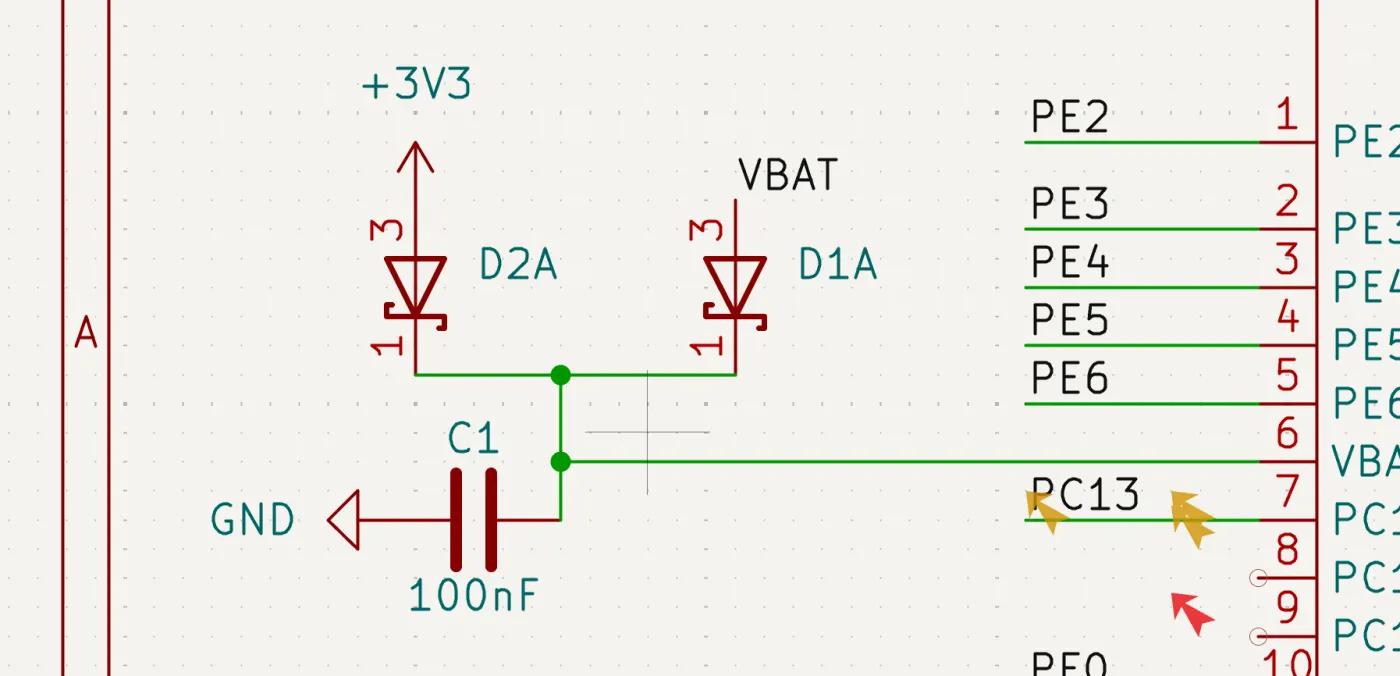 +3V3
VBAT
3
D2A
1
3
D1A
1
A
C1
GND
100nF
PE2 1 PE2
PE3 2 PE3
PE4 3 PE4
PE5 4 PE5
PE6 5 PE6
6 VBA
PC13 7 PC1
8 PC1
9 PC1
10